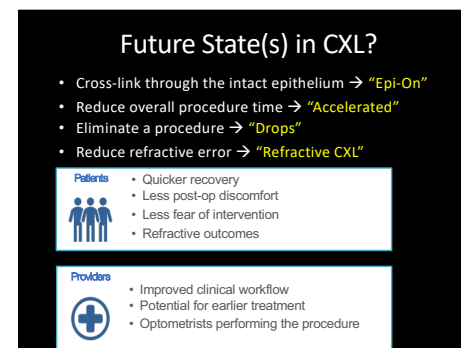 Future State(s) in CXL?
• Cross-link through the intact epithelium → “Epi-On”
• Reduce overall procedure time → “Accelerated”
• Eliminate a procedure → “Drops”
• Reduce refractive error → “Refractive CXL”
Patients
• Quicker recovery
• Less post-op discomfort
• Less fear of intervention
• Refractive outcomes
Providers
• Improved clinical workflow
• Potential for earlier treatment
• Optometrists performing the procedure